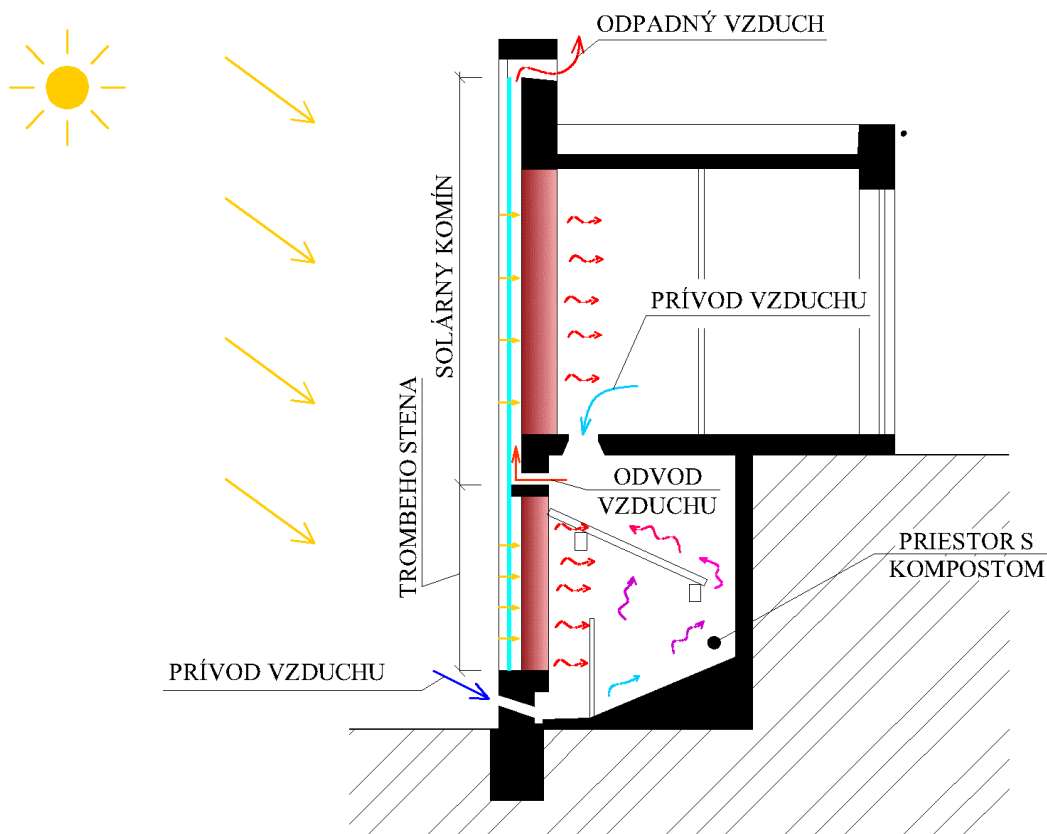 ODPADNÝ VZDUCH
SOLÁRNY KOMÍN
PRÍVOD VZDUCHU
TROMBEHO STENA
ODVOD
VZDUCHU
PRIESTOR S
KOMPOSTOM
PRÍVOD VZDUCHU